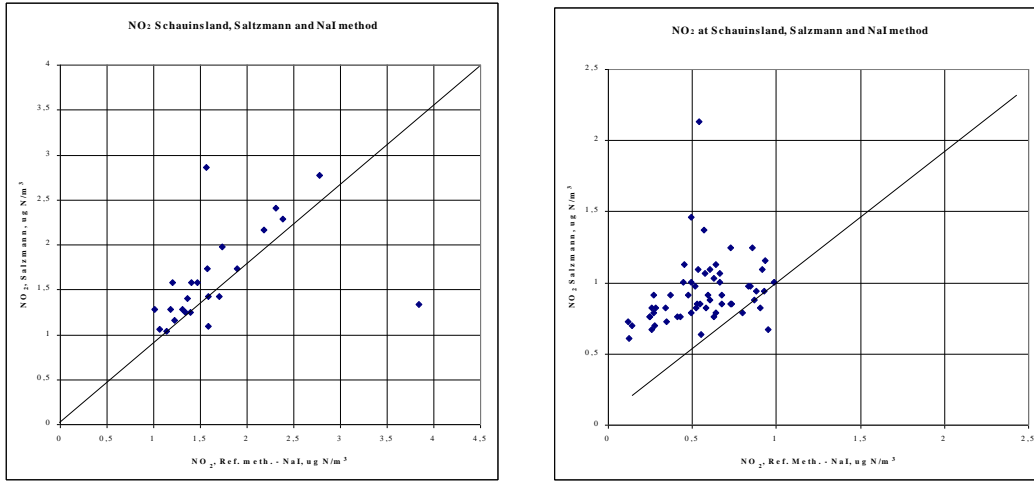 NO2 Schauinsland, Saltzmann and NaI method
4
3,5
3
2,5
2
1,5
1
0,5
0
0 0,5 1 1,5 2 2,5 3 3,5 4 4,5
NO2, Salzmann, ug N/m3
NO2, Ref. meth. - NaI, ug N/m3
NO2 at Schauinsland, Salzmann and NaI method
2,5
2
1,5
1
0,5
0
0 0,5 1 1,5 2 2,5
NO2 Salzmann, ug N/m3
NO2, Ref. Meth. - NaI, ug N/m3